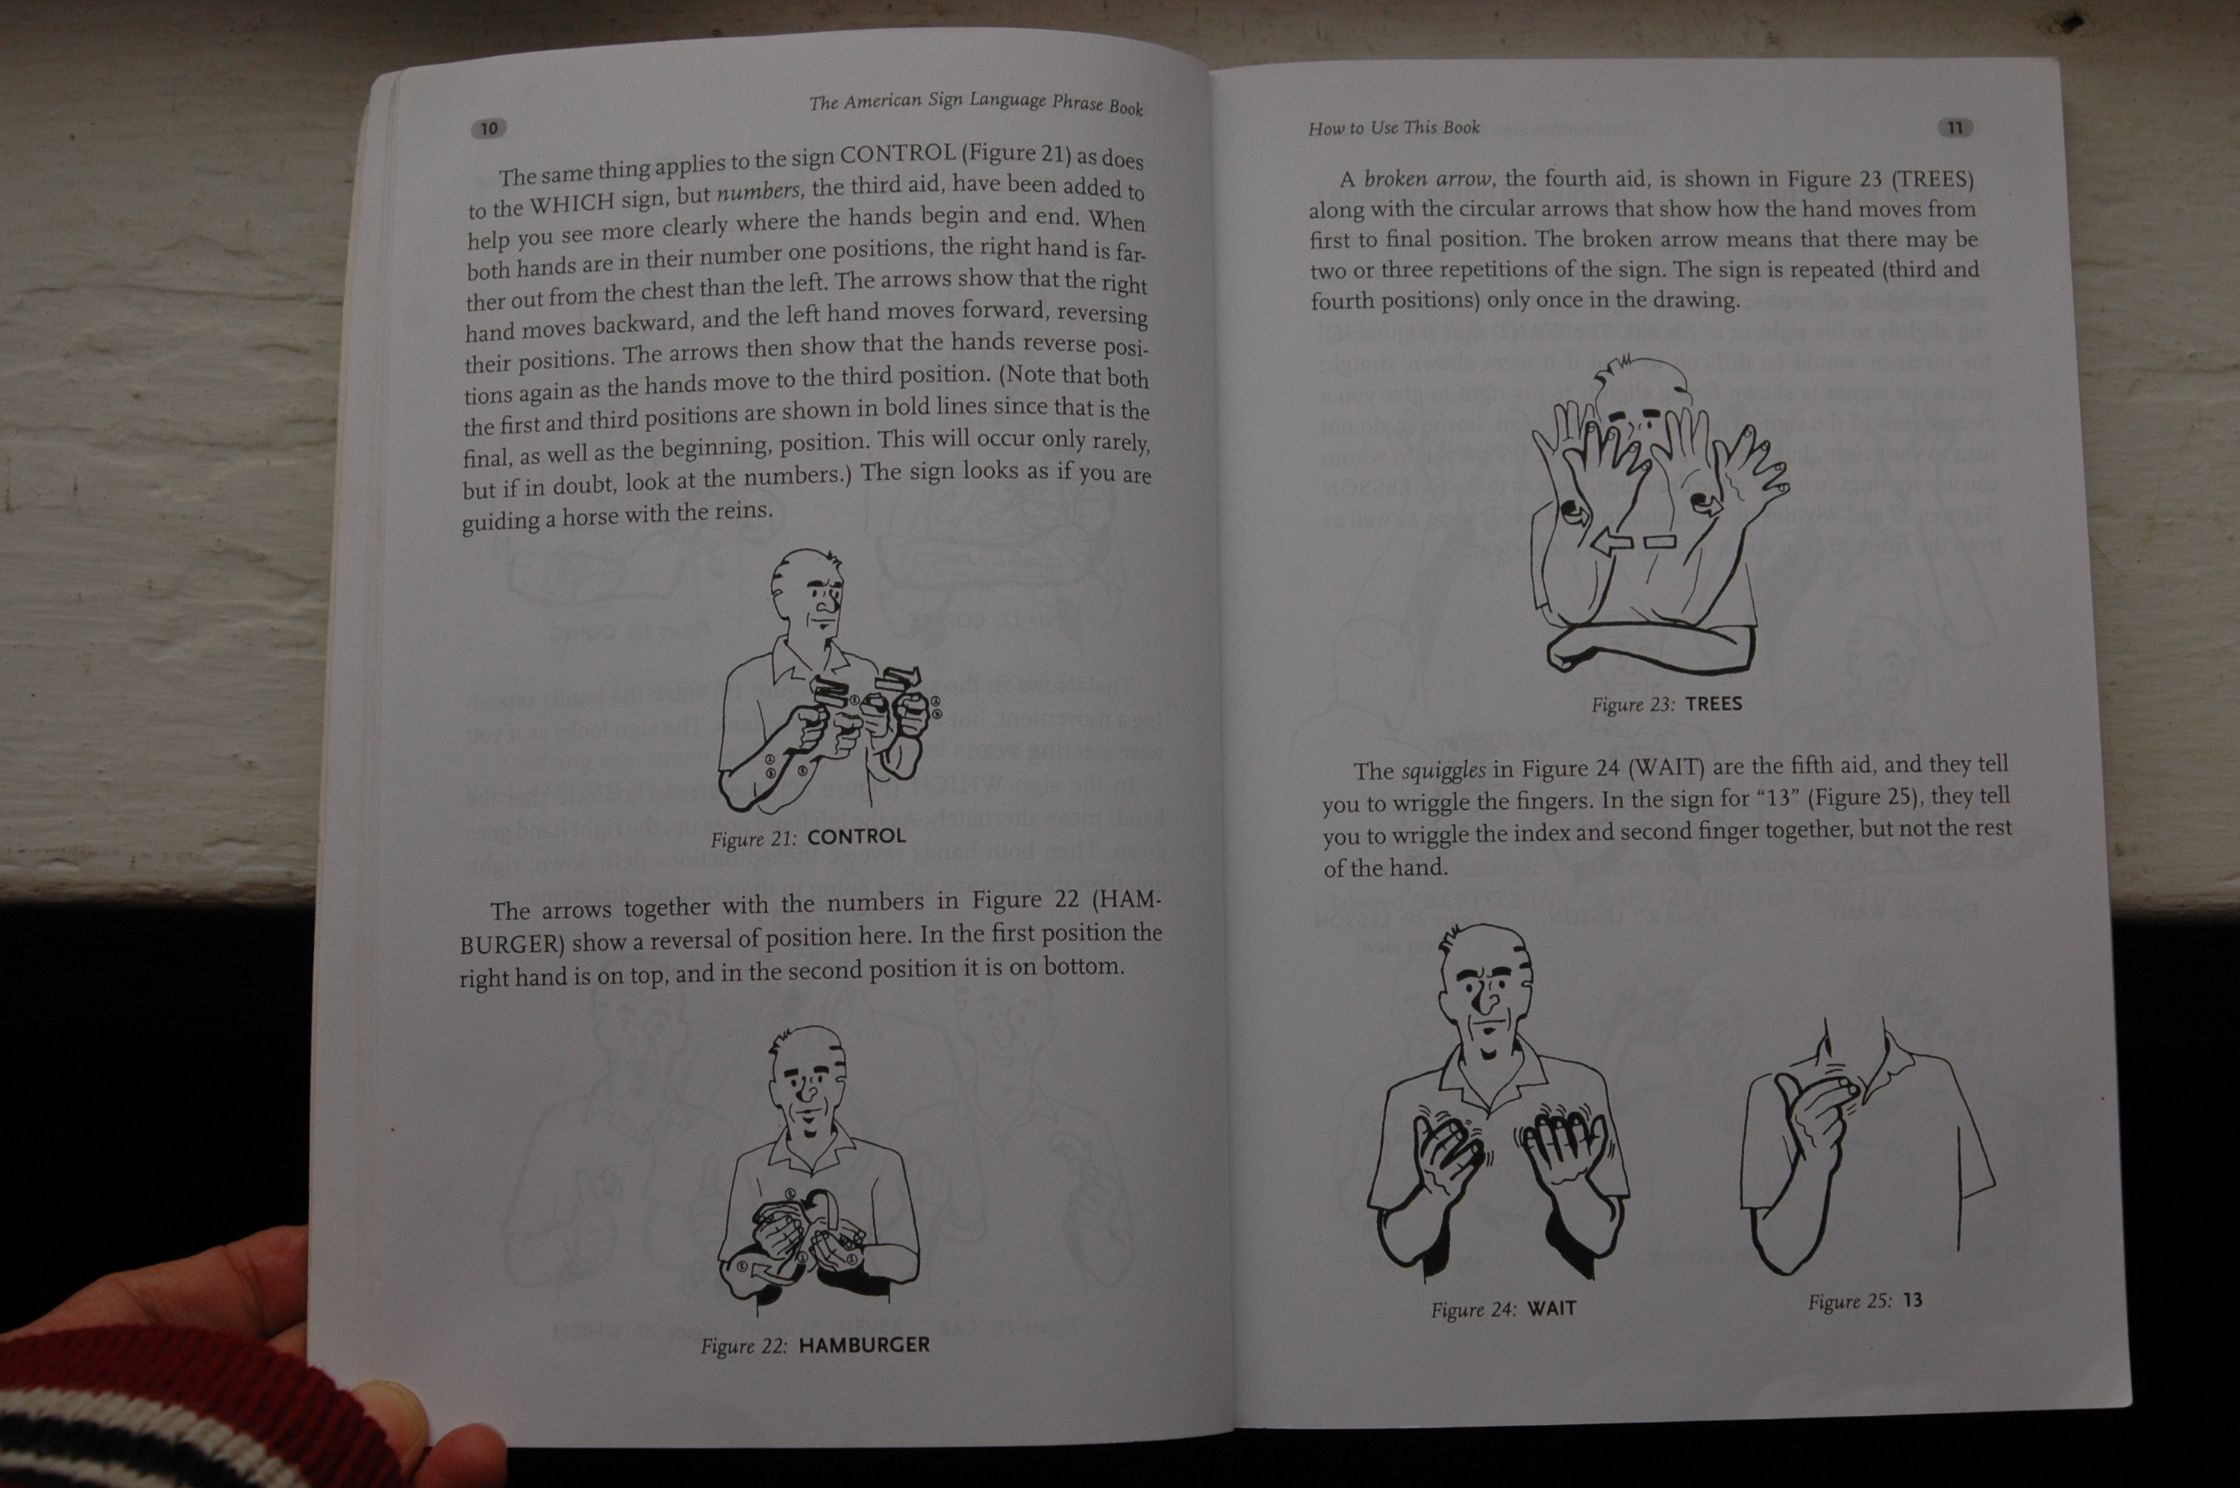 10
The American Sign Language Phrase Book
The same thing applies to the sign CONTROL (Figure 21) as does
to the WHICH sign, but numbers, the third aid, have been added to
help you see more clearly where the hands begin and end. When
both hands are in their number one positions, the right hand is far-
ther out from the chest than the left. The arrows show that the right
hand moves backward, and the left hand moves forward, reversing
their positions. The arrows then show that the hands reverse posi-
tions again as the hands move to the third position. (Note that both
the first and third positions are shown in bold lines since that is the
final, as well as the beginning, position. This will occur only rarely,
but if in doubt, look at the numbers.) The sign looks as if you are
guiding a horse with the reins.
Figure 21: CONTROL
The arrows together with the numbers in Figure 22 (HAM-
BURGER) show a reversal of position here. In the first position the
right hand is on top, and in the second position it is on bottom.
Figure 22: HAMBURGER
How to Use This Book
11
A broken arrow, the fourth aid, is shown in Figure 23 (TREES)
along with the circular arrows that show how the hand moves from
first to final position. The broken arrow means that there may be
two or three repetitions of the sign. The sign is repeated (third and
fourth positions) only once in the drawing.
Figure 23: TREES
The squiggles in Figure 24 (WAIT) are the fifth aid, and they tell
you to wriggle the fingers. In the sign for “13” (Figure 25), they tell
you to wriggle the index and second finger together, but not the rest
of the hand.
Figure 24: WAIT
Figure 25: 13